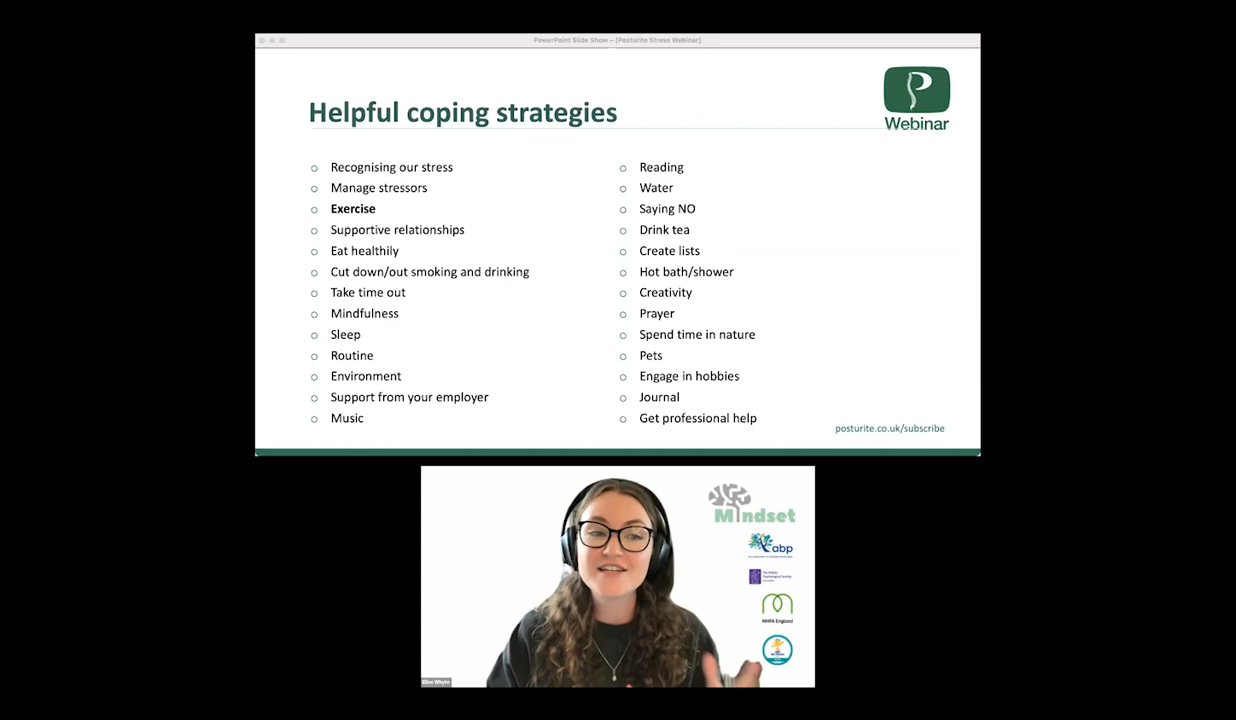 PowerPoint Slide Show – [Posturite Stress Webinar]
Helpful coping strategies
Webinar
Recognising our stress
Manage stressors
Exercise
Supportive relationships
Eat healthily
Cut down/out smoking and drinking
Take time out
Mindfulness
Sleep
Routine
Environment
Support from your employer
Music
Reading
Water
Saying NO
Drink tea
Create lists
Hot bath/shower
Creativity
Prayer
Spend time in nature
Pets
Engage in hobbies
Journal
Get professional help
posturite.co.uk/subscribe
Mindset
abp
MHFA England
Elice Whyte